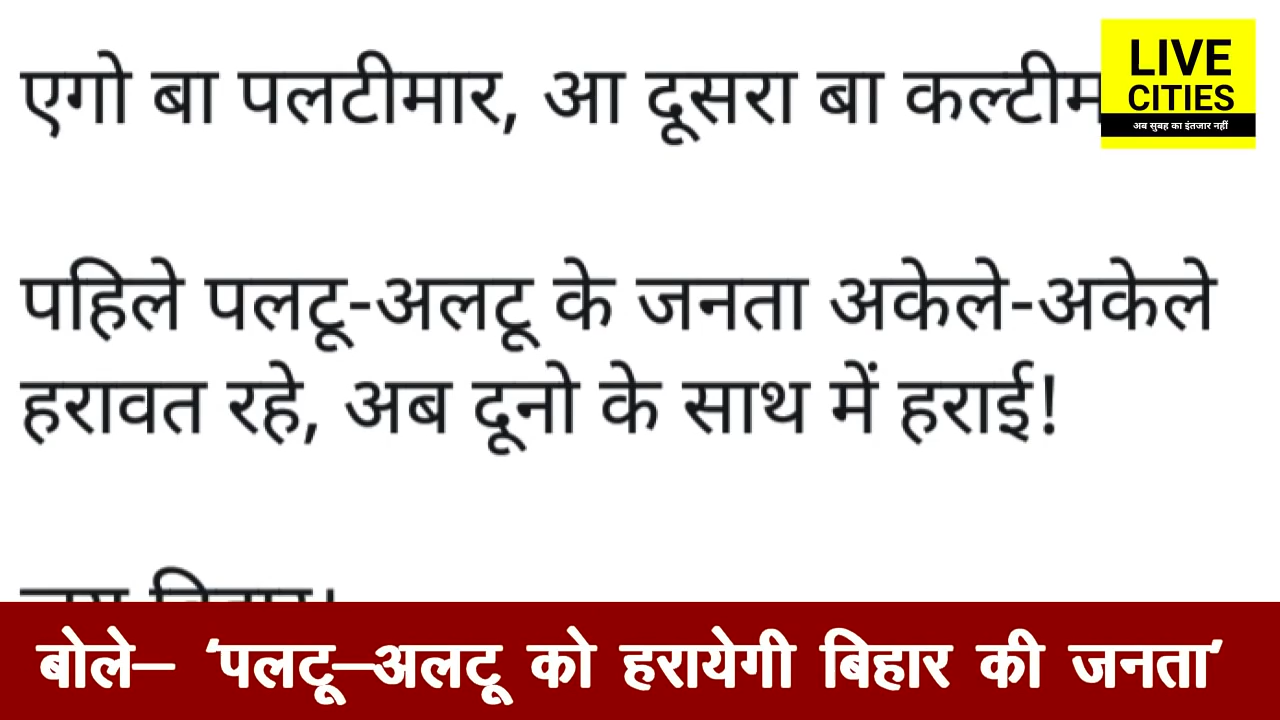 एगो बा पलटीमार, आ दूसरा बा
LIVE
CITIES
अब सुबह का इंतजार नहीं
पहिले पलटू-अलटू के जनता अकेले-अकेले
हरावत रहे, अब दूनो के साथ में हराई!
बोले– ‘पलटू–अलटू को हरायेगी बिहार की जनता’